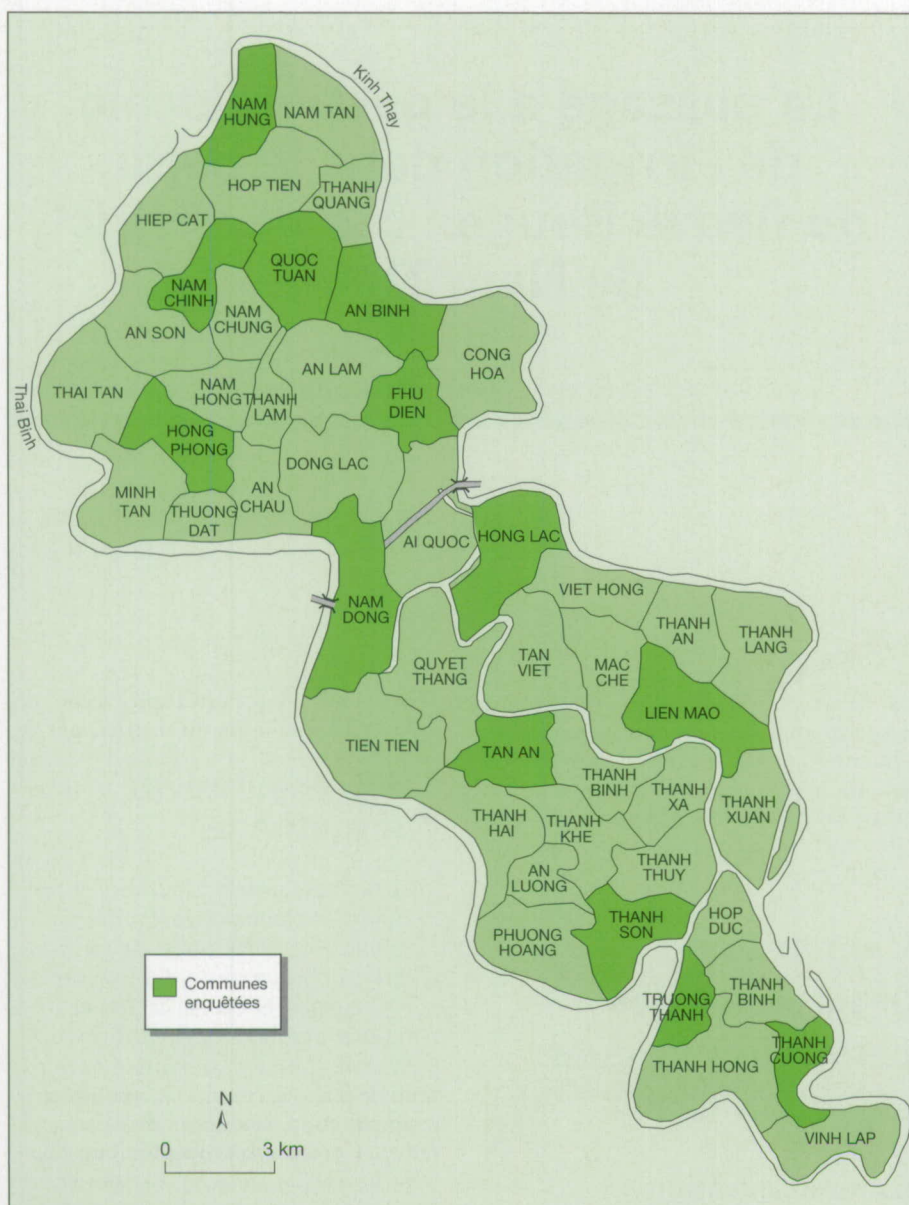 Kinh Thay
NAM
HUNG
NAM TAN
HOP TIEN
THANH
QUANG
HIEP CAT
QUOC
TUAN
NAM
CHINH
AN BINH
NAM
CHUNG
AN SON
CONG
HOA
AN LAM
THAI TAN
NAM
HONG
THANH
LAM
FHU
DIEN
Thai Binh
HONG
PHONG
DONG LAC
MINH
TAN
AN
CHAU
THUONG
DAT
AI QUOC
HONG LAC
VIET HONG
NAM
DONG
THANH
AN
THANH
LANG
QUYET
THANG
TAN
VIET
MAC
CHE
LIEN MAO
TIEN TIEN
TAN AN
THANH
BINH
THANH
XA
THANH
XUAN
THANH
HAI
THANH
KHE
THANH
THUY
AN
LUONG
THANH
SON
HOP
DUC
PHUONG
HOANG
THANH
BINH
TRUONG
THANH
THANH
CUONG
THANH HONG
VINH LAP
Communes
enquêtées
N
0 3 km